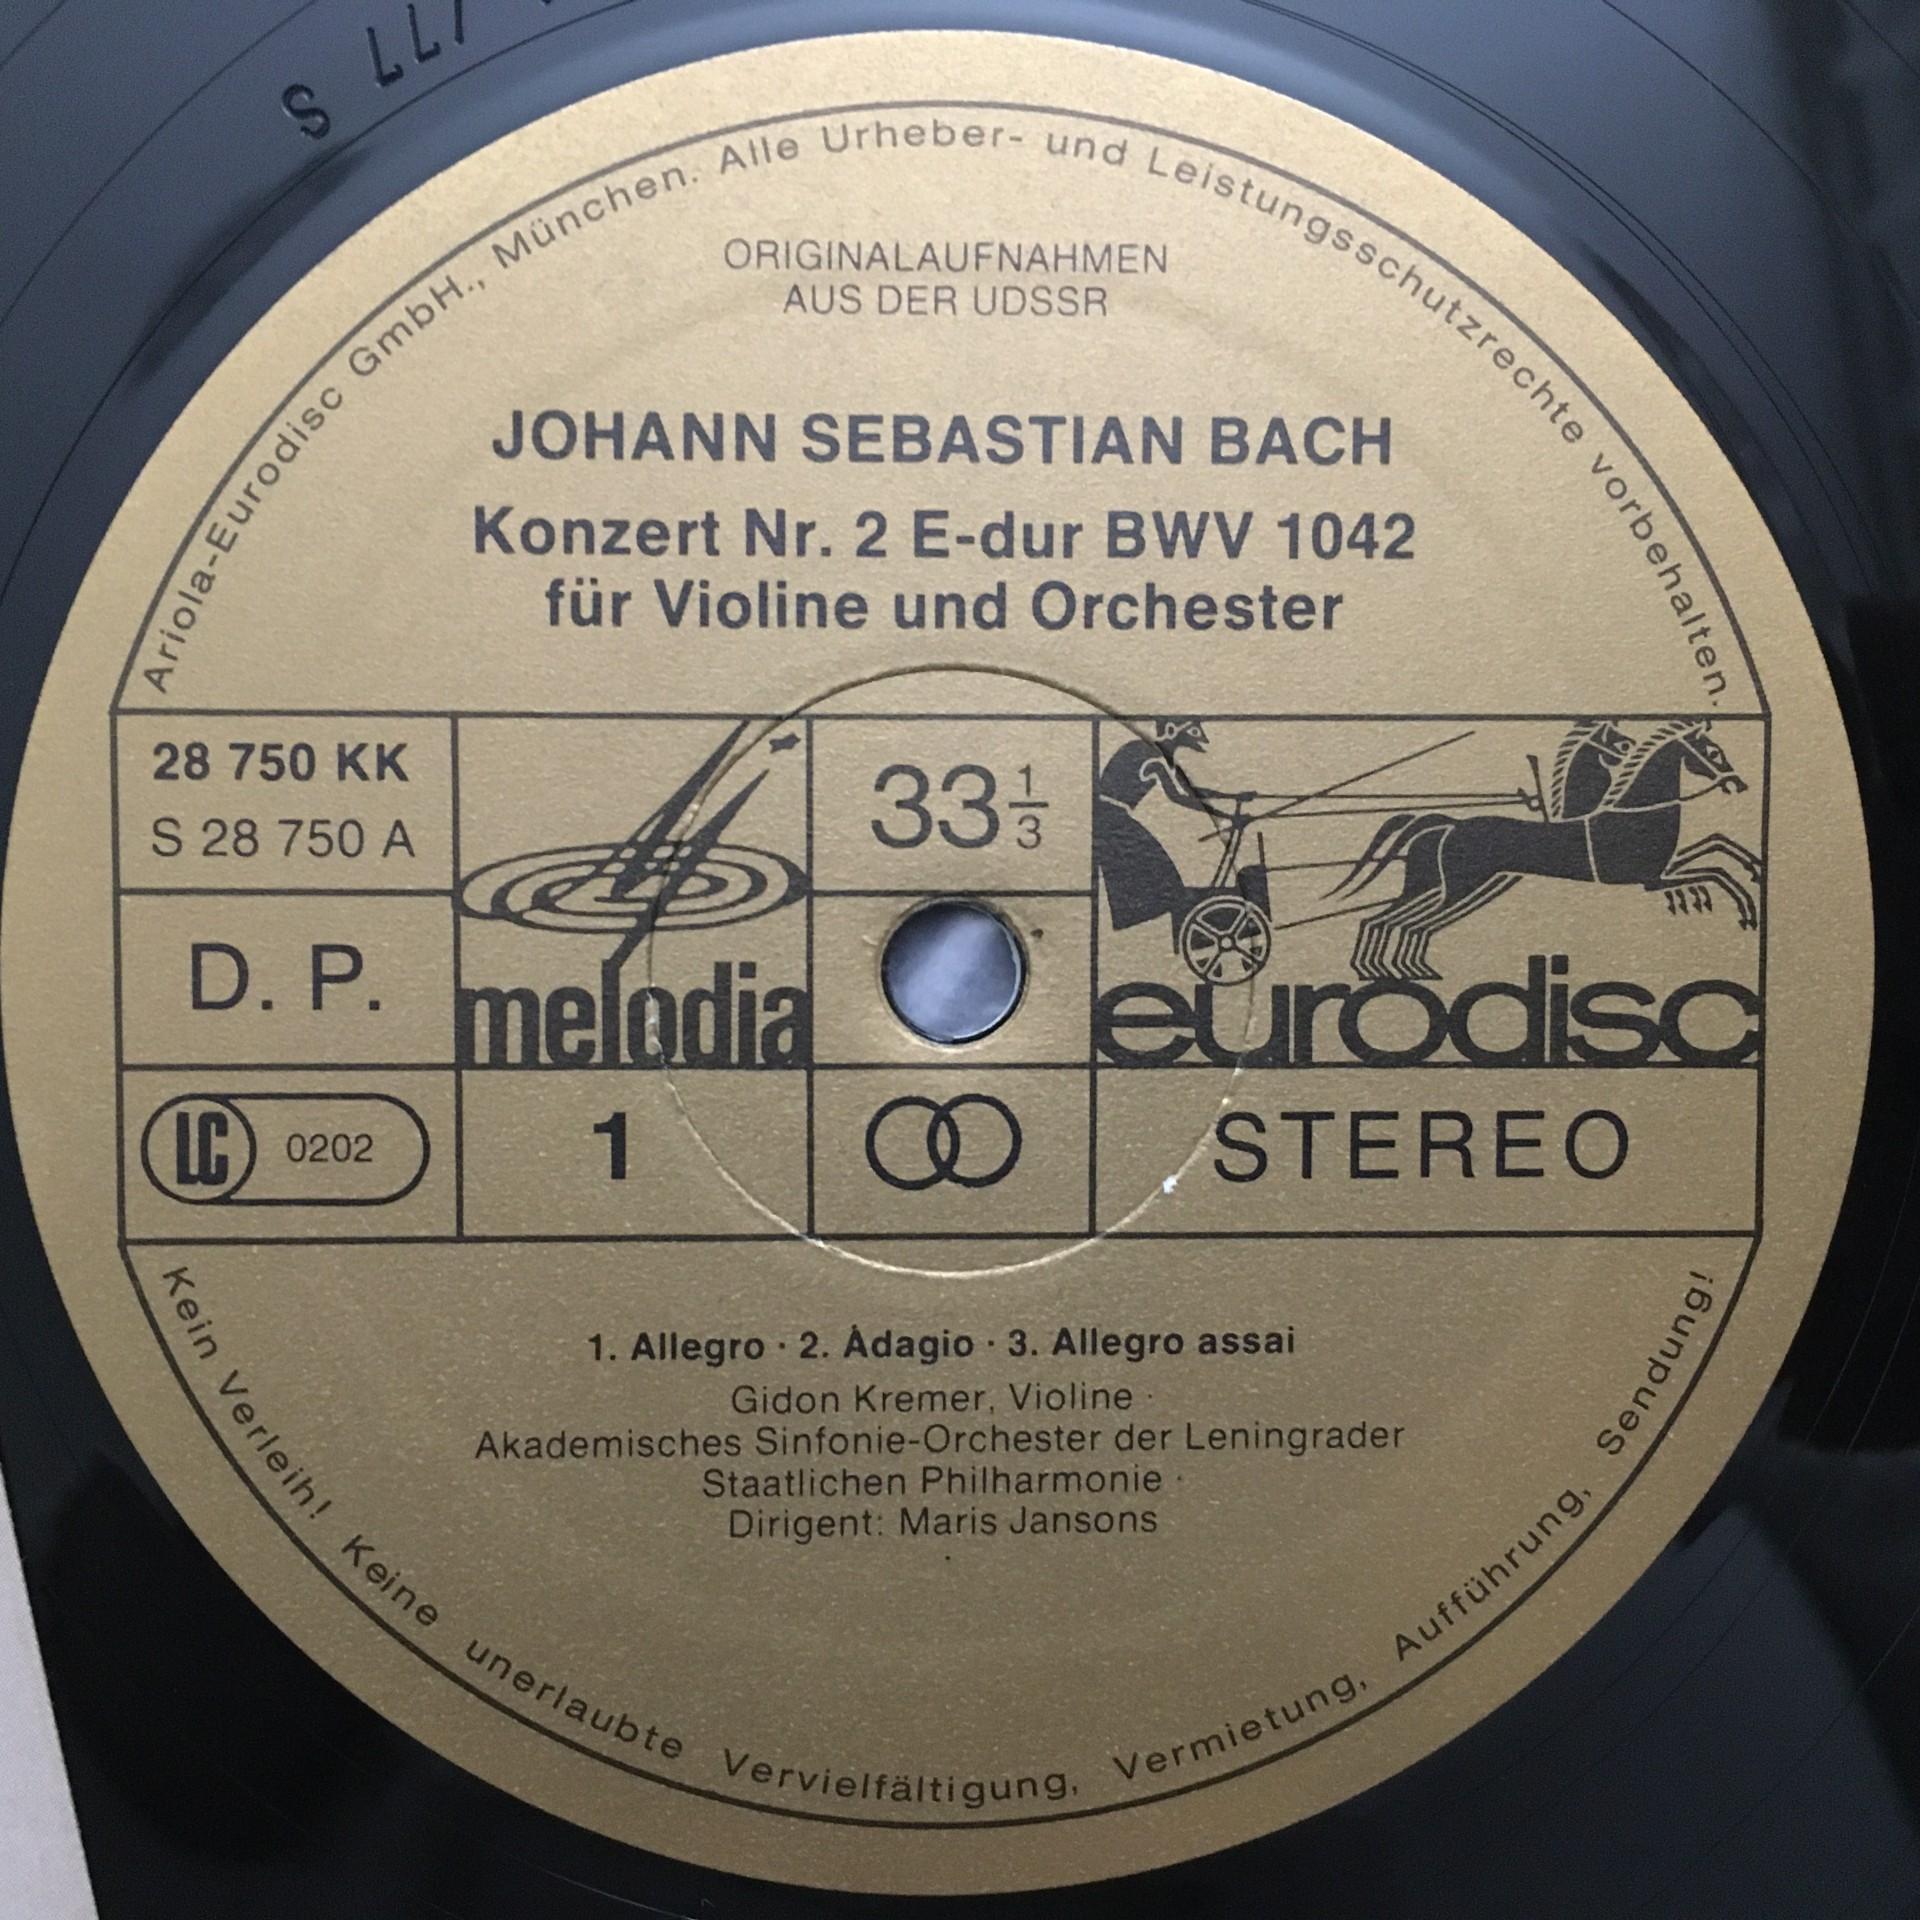 Ariola-Eurodisc GmbH., München. Alle Urheber- und Leistungsschutzrechte vorbehalten.
ORIGINALAUFNAHMEN
AUS DER UDSSR
JOHANN SEBASTIAN BACH
Konzert Nr. 2 E-dur BWV 1042
für Violine und Orchester
28 750 KK
S 28 750 A
33 1/3
D. P.
melodia
eurodisc
LC 0202
1
STEREO
1. Allegro · 2. Adagio · 3. Allegro assai
Gidon Kremer, Violine ·
Akademisches Sinfonie-Orchester der Leningrader
Staatlichen Philharmonie ·
Dirigent: Maris Jansons
Kein Verleih! Keine unerlaubte Vervielfältigung, Vermietung, Aufführung, Sendung!